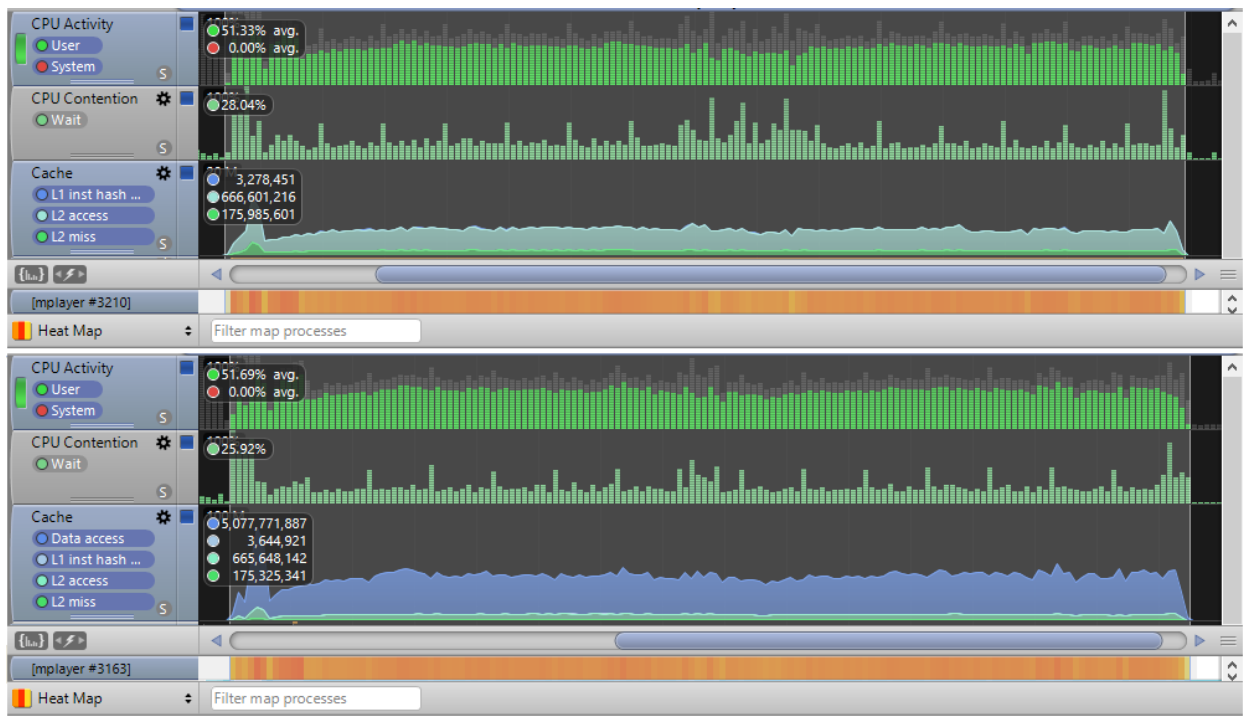 CPU Activity
User
System
S
51.33% avg.
0.00% avg.
CPU Contention
Wait
S
28.04%
Cache
L1 inst hash ...
L2 access
L2 miss
S
3,278,451
666,601,216
175,985,601
[mplayer #3210]
Heat Map
Filter map processes
CPU Activity
User
System
S
51.69% avg.
0.00% avg.
CPU Contention
Wait
S
25.92%
Cache
Data access
L1 inst hash ...
L2 access
L2 miss
S
5,077,771,887
3,644,921
665,648,142
175,325,341
[mplayer #3163]
Heat Map
Filter map processes